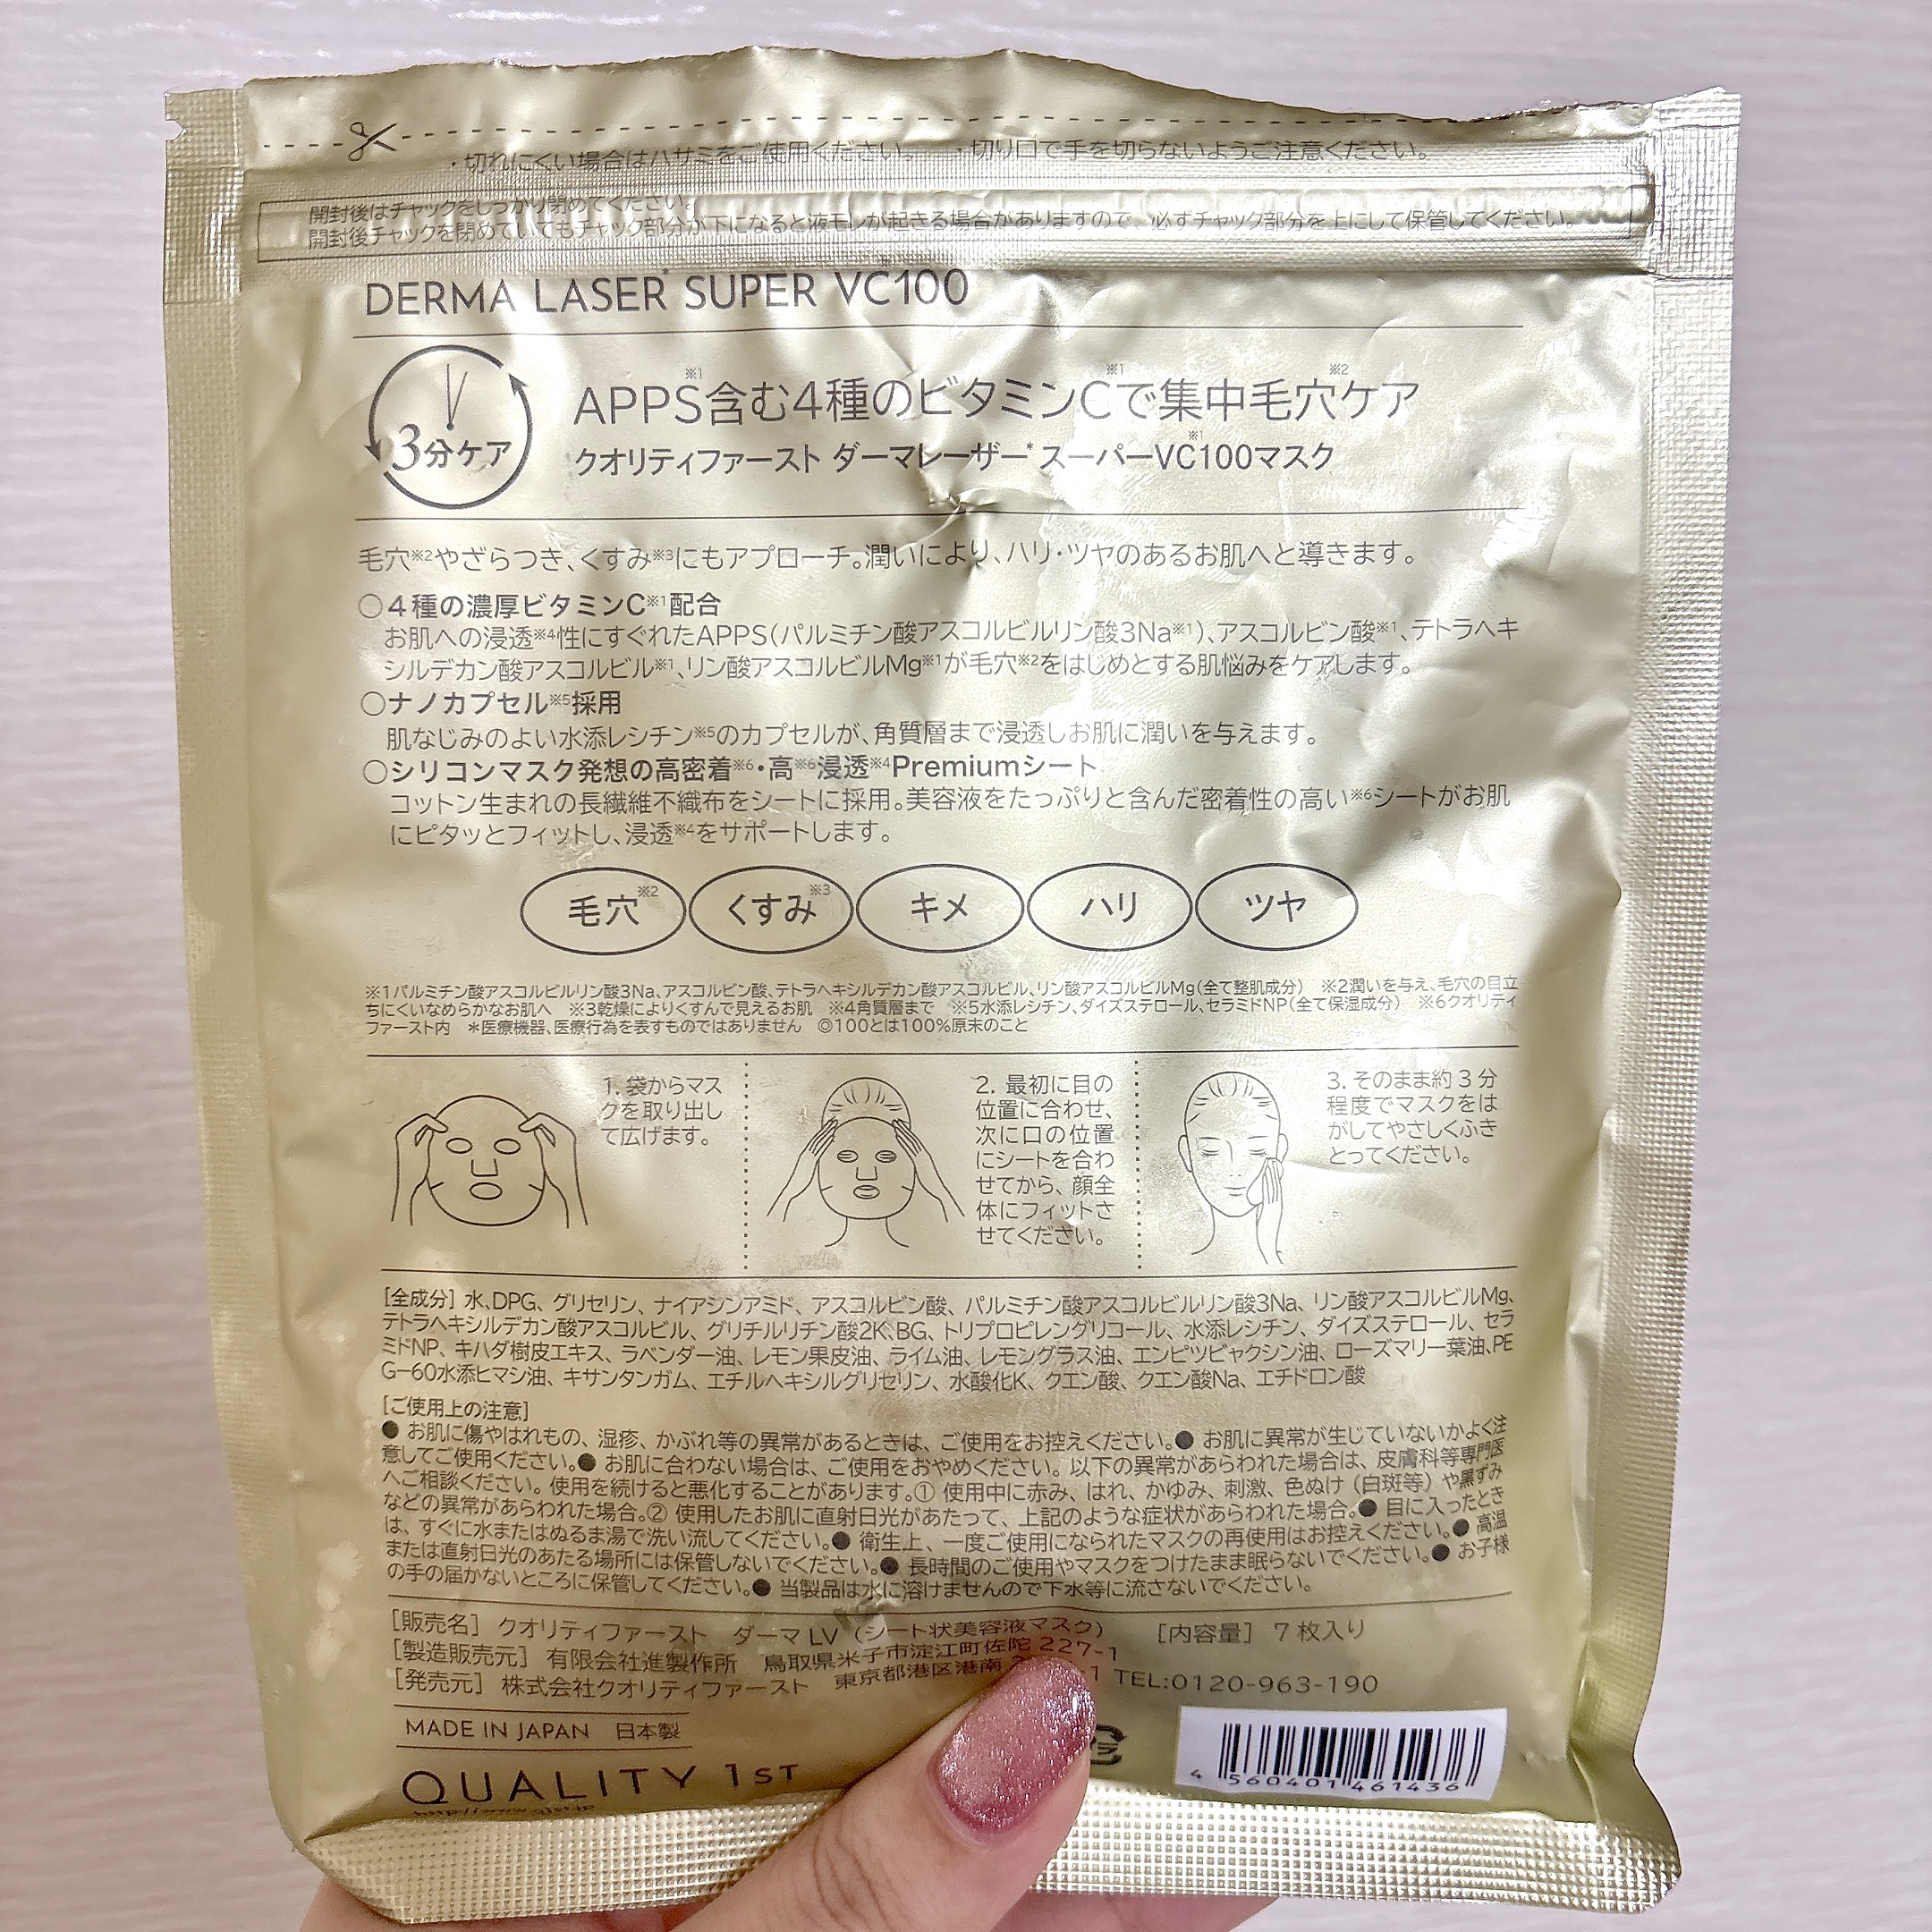 ・切れにくい場合はハサミをご使用ください。 ・切り口で手を切らないようご注意ください。
開封後はチャックをしっかり閉めてください。
開封後チャックを閉めていてもチャック部分が下になると液モレが起きる場合がありますので、必ずチャック部分を上にして保管してください。
DERMA LASER* SUPER VC100
3分ケア
APPS※1含む4種のビタミンC※1で集中毛穴※2ケア
クオリティファースト ダーマレーザー*スーパーVC※1100マスク
毛穴※2やざらつき、くすみ※3にもアプローチ。潤いにより、ハリ・ツヤのあるお肌へと導きます。
○4種の濃厚ビタミンC※1配合
お肌への浸透※4性にすぐれたAPPS(パルミチン酸アスコルビルリン酸3Na※1)、アスコルビン酸※1、テトラヘキ
シルデカン酸アスコルビル※1、リン酸アスコルビルMg※1が毛穴※2をはじめとする肌悩みをケアします。
○ナノカプセル※5採用
肌なじみのよい水添レシチン※5のカプセルが、角質層まで浸透しお肌に潤いを与えます。
○シリコンマスク発想の高密着※6・高※6浸透※4Premiumシート
コットン生まれの長繊維不織布をシートに採用。美容液をたっぷりと含んだ密着性の高い※6シートがお肌
にピタッとフィットし、浸透※4をサポートします。
毛穴※2 くすみ※3 キメ ハリ ツヤ
※1パルミチン酸アスコルビルリン酸3Na、アスコルビン酸、テトラヘキシルデカン酸アスコルビル、リン酸アスコルビルMg(全て整肌成分) ※2潤いを与え、毛穴の目立
ちにくいなめらかなお肌へ ※3乾燥によりくすんで見えるお肌 ※4角質層まで ※5水添レシチン、ダイズステロール、セラミドNP(全て保湿成分) ※6クオリティ
ファースト内 *医療機器、医療行為を表すものではありません ◎100とは100%原末のこと
1. 袋からマス
クを取り出し
て広げます。
2. 最初に目の
位置に合わせ、
次に口の位置
にシートを合わ
せてから、顔全
体にフィットさ
せてください。
3. そのまま約3分
程度でマスクをは
がしてやさしくふき
とってください。
[全成分] 水、DPG、グリセリン、ナイアシンアミド、アスコルビン酸、パルミチン酸アスコルビルリン酸3Na、リン酸アスコルビルMg、
テトラヘキシルデカン酸アスコルビル、グリチルリチン酸2K、BG、トリプロピレングリコール、水添レシチン、ダイズステロール、セラ
ミドNP、キハダ樹皮エキス、ラベンダー油、レモン果皮油、ライム油、レモングラス油、エンピツビャクシン油、ローズマリー葉油、PE
G-60水添ヒマシ油、キサンタンガム、エチルヘキシルグリセリン、水酸化K、クエン酸、クエン酸Na、エチドロン酸
[ご使用上の注意]
● お肌に傷やはれもの、湿疹、かぶれ等の異常があるときは、ご使用をお控えください。● お肌に異常が生じていないかよく注
意してご使用ください。● お肌に合わない場合は、ご使用をおやめください。以下の異常があらわれた場合は、皮膚科等専門医
へご相談ください。使用を続けると悪化することがあります。① 使用中に赤み、はれ、かゆみ、刺激、色ぬけ(白斑等)や黒ずみ
などの異常があらわれた場合。② 使用したお肌に直射日光があたって、上記のような症状があらわれた場合。● 目に入ったとき
は、すぐに水またはぬるま湯で洗い流してください。● 衛生上、一度ご使用になられたマスクの再使用はお控えください。● 高温
または直射日光のあたる場所には保管しないでください。● 長時間のご使用やマスクをつけたまま眠らないでください。● お子様
の手の届かないところに保管してください。● 当製品は水に溶けませんので下水等に流さないでください。
[販売名] クオリティファースト ダーマLV(シート状美容液マスク) [内容量] 7枚入り
[製造販売元] 有限会社進製作所 鳥取県米子市淀江町佐陀 227-1
[発売元] 株式会社クオリティファースト 東京都港区港南 TEL:0120-963-190
MADE IN JAPAN 日本製
QUALITY 1ST
4 560401 461436